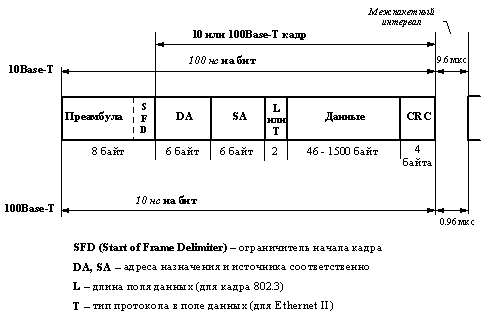 Межпакетный
интервал
10 или 100Base-T кадр
10Base-T
100 нс на бит
9.6 мкс
Преамбула
S
F
D
DA
SA
L
или
T
Данные
CRC
8 байт
6 байт
6 байт
2
46 - 1500 байт
4
байта
100Base-T
10 нс на бит
0.96 мкс
SFD (Start of Frame Delimiter) – ограничитель начала кадра
DA, SA – адреса назначения и источника соответственно
L – длина поля данных (для кадра 802.3)
T – тип протокола в поле данных (для Ethernet II)